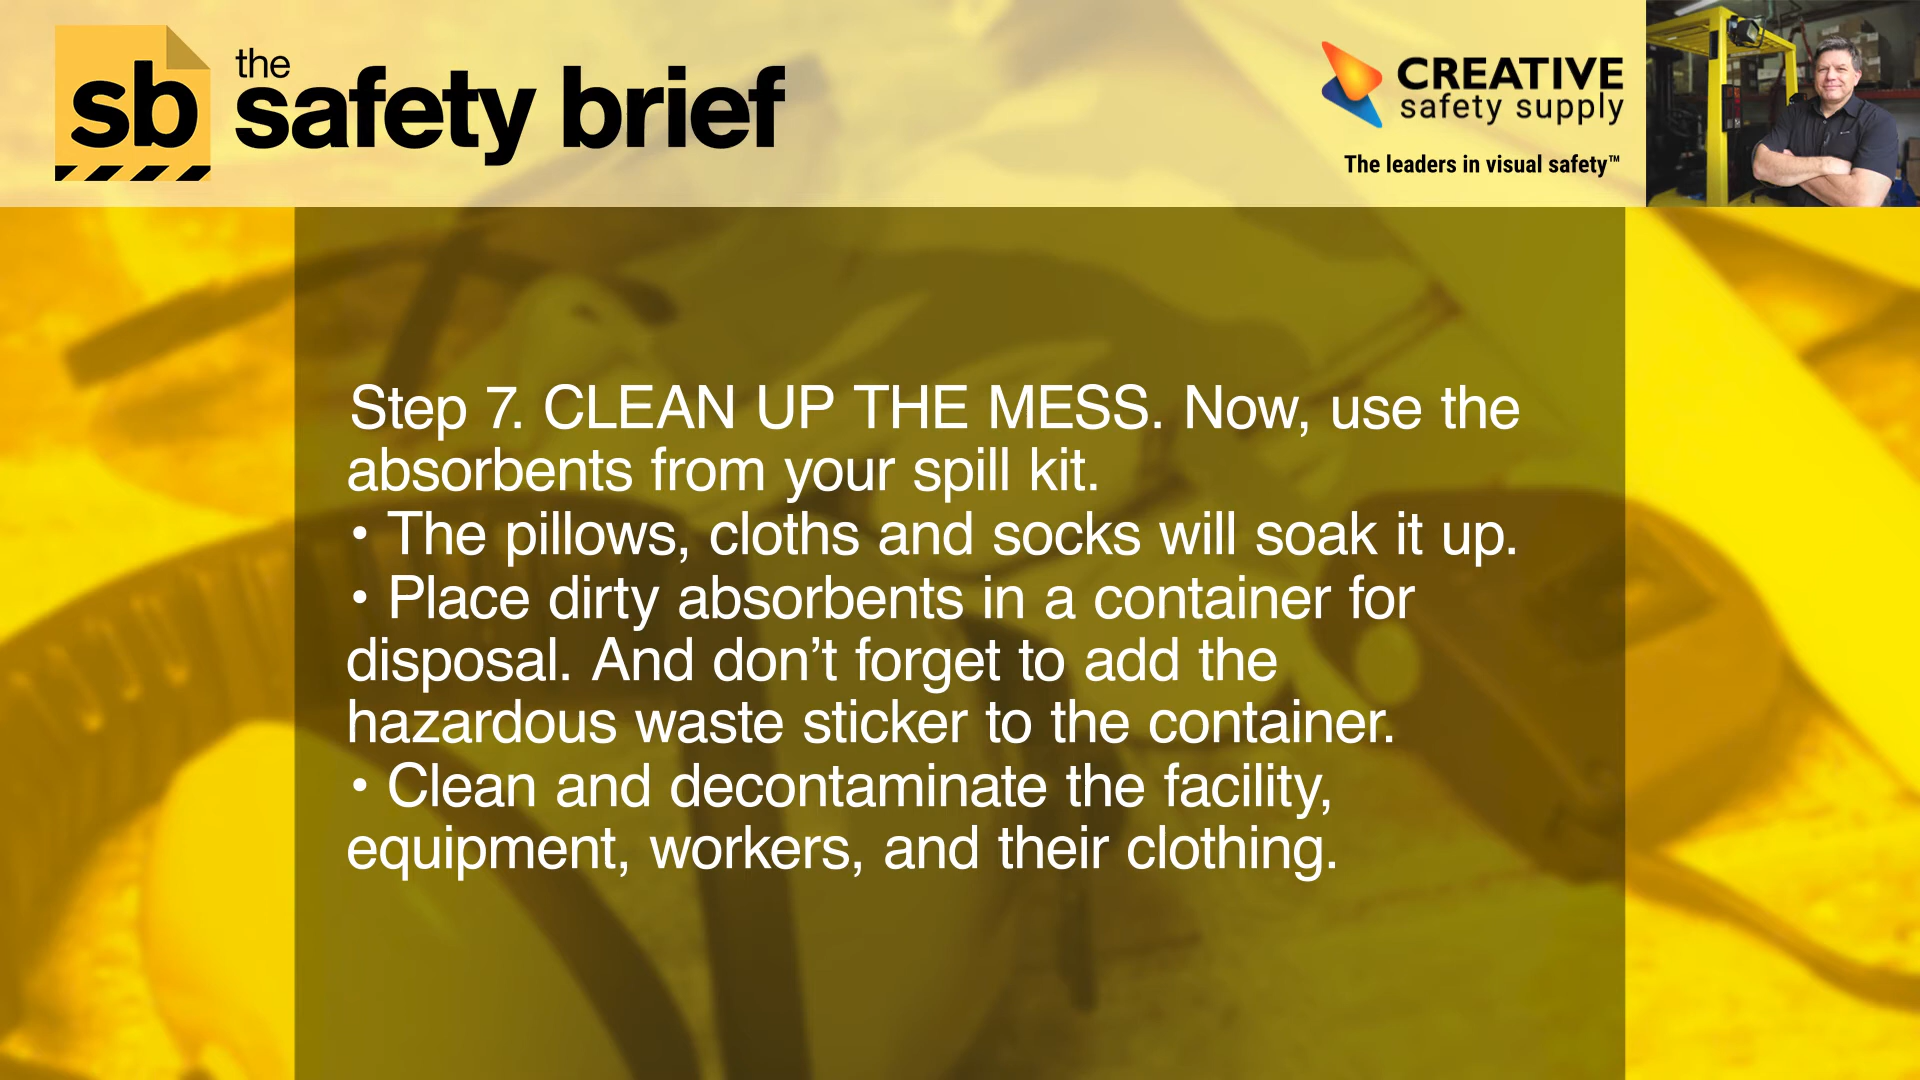 sb
the
safety brief
CREATIVE
safety supply
The leaders in visual safety™
Step 7. CLEAN UP THE MESS. Now, use the
absorbents from your spill kit.
• The pillows, cloths and socks will soak it up.
• Place dirty absorbents in a container for
disposal. And don’t forget to add the
hazardous waste sticker to the container.
• Clean and decontaminate the facility,
equipment, workers, and their clothing.